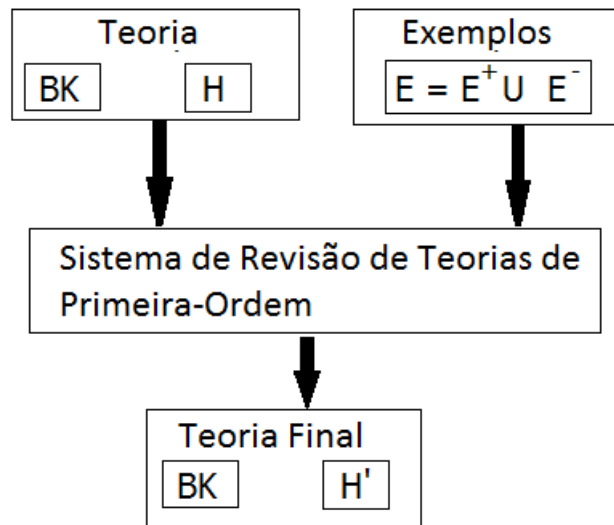 Teoria
BK H
Exemplos
E = E⁺ U E⁻
Sistema de Revisão de Teorias de
Primeira-Ordem
Teoria Final
BK H'